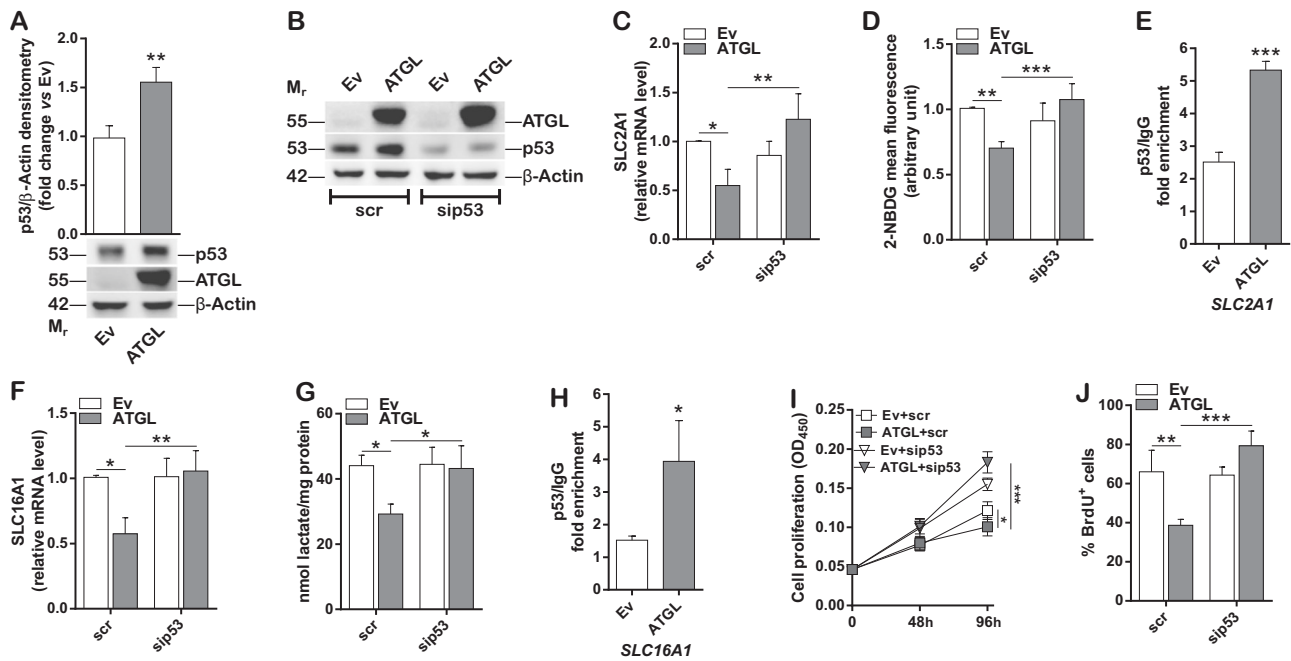 A
p53/β-Actin densitometry
(fold change vs Ev)
2.0
1.5
1.0
0.5
0.0
**
53
p53
55
ATGL
42
β-Actin
Mr
Ev
ATGL
B
Ev
ATGL
Ev
ATGL
Mr
55
ATGL
53
p53
42
β-Actin
scr
sip53
C
Ev
ATGL
SLC2A1
(relative mRNA level)
2.0
1.5
1.0
0.5
0.0
*
**
scr
sip53
D
Ev
ATGL
2-NBDG mean fluorescence
(arbitrary unit)
1.5
1.0
0.5
0.0
**
***
scr
sip53
E
p53/IgG
fold enrichment
6
5
4
3
2
1
0
***
Ev
ATGL
SLC2A1
F
Ev
ATGL
SLC16A1
(relative mRNA level)
1.5
1.0
0.5
0.0
*
**
scr
sip53
G
Ev
ATGL
nmol lactate/mg protein
60
40
20
0
*
*
scr
sip53
H
p53/IgG
fold enrichment
6
5
4
3
2
1
0
*
Ev
ATGL
SLC16A1
I
Ev+scr
ATGL+scr
Ev+sip53
ATGL+sip53
Cell proliferation (OD450)
0.25
0.20
0.15
0.10
0.05
0.00
0
48h
96h
*
***
J
Ev
ATGL
% BrdU+ cells
100
80
60
40
20
0
**
***
scr
sip53